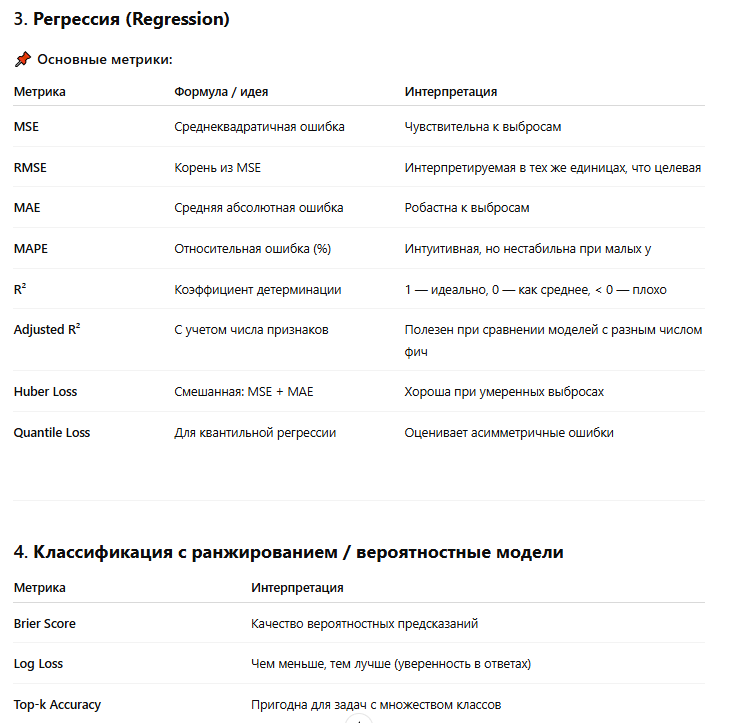 3. Регрессия (Regression)
📌 Основные метрики:
Метрика Формула / идея Интерпретация
MSE Среднеквадратичная ошибка Чувствительна к выбросам
RMSE Корень из MSE Интерпретируемая в тех же единицах, что целевая
MAE Средняя абсолютная ошибка Робастна к выбросам
MAPE Относительная ошибка (%) Интуитивная, но нестабильна при малых y
R² Коэффициент детерминации 1 — идеально, 0 — как среднее, < 0 — плохо
Adjusted R² С учетом числа признаков Полезен при сравнении моделей с разным числом
фич
Huber Loss Смешанная: MSE + MAE Хороша при умеренных выбросах
Quantile Loss Для квантильной регрессии Оценивает асимметричные ошибки
4. Классификация с ранжированием / вероятностные модели
Метрика Интерпретация
Brier Score Качество вероятностных предсказаний
Log Loss Чем меньше, тем лучше (уверенность в ответах)
Top-k Accuracy Пригодна для задач с множеством классов